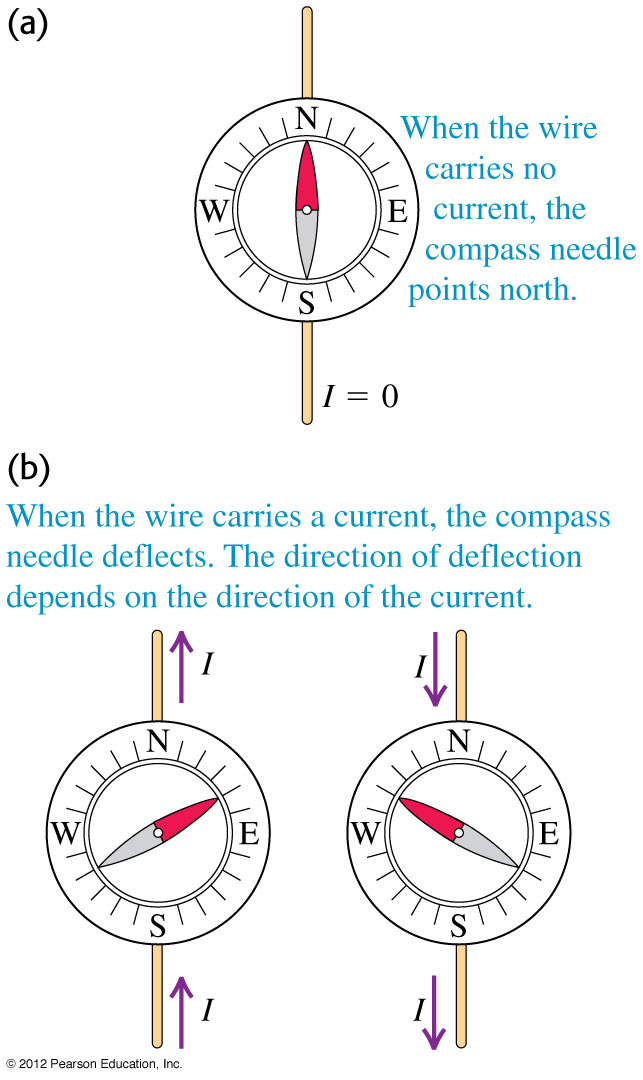 (a)
N
W
E
S
When the wire
carries no
current, the
compass needle
points north.
I = 0
(b)
When the wire carries a current, the compass
needle deflects. The direction of deflection
depends on the direction of the current.
I
I
N
W
E
S
N
W
E
S
I
I
© 2012 Pearson Education, Inc.